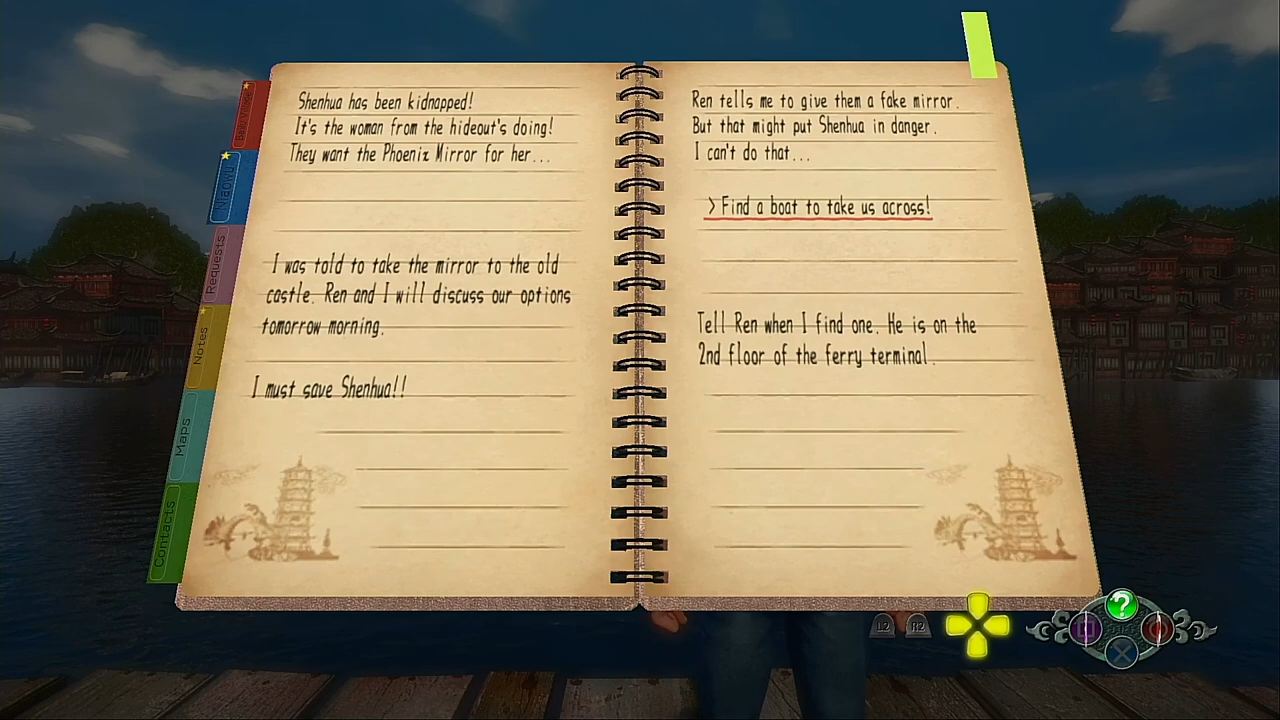 Shenhua has been kidnapped!
It's the woman from the hideout's doing!
They want the Phoenix Mirror for her...
I was told to take the mirror to the old
castle. Ren and I will discuss our options
tomorrow morning.
I must save Shenhua!!
Ren tells me to give them a fake mirror.
But that might put Shenhua in danger.
I can't do that...
> Find a boat to take us across!
Tell Ren when I find one. He is on the
2nd floor of the ferry terminal.
Bailu Village
Niaowu
Requests
Notes
Maps
Contacts
L2
R2
?